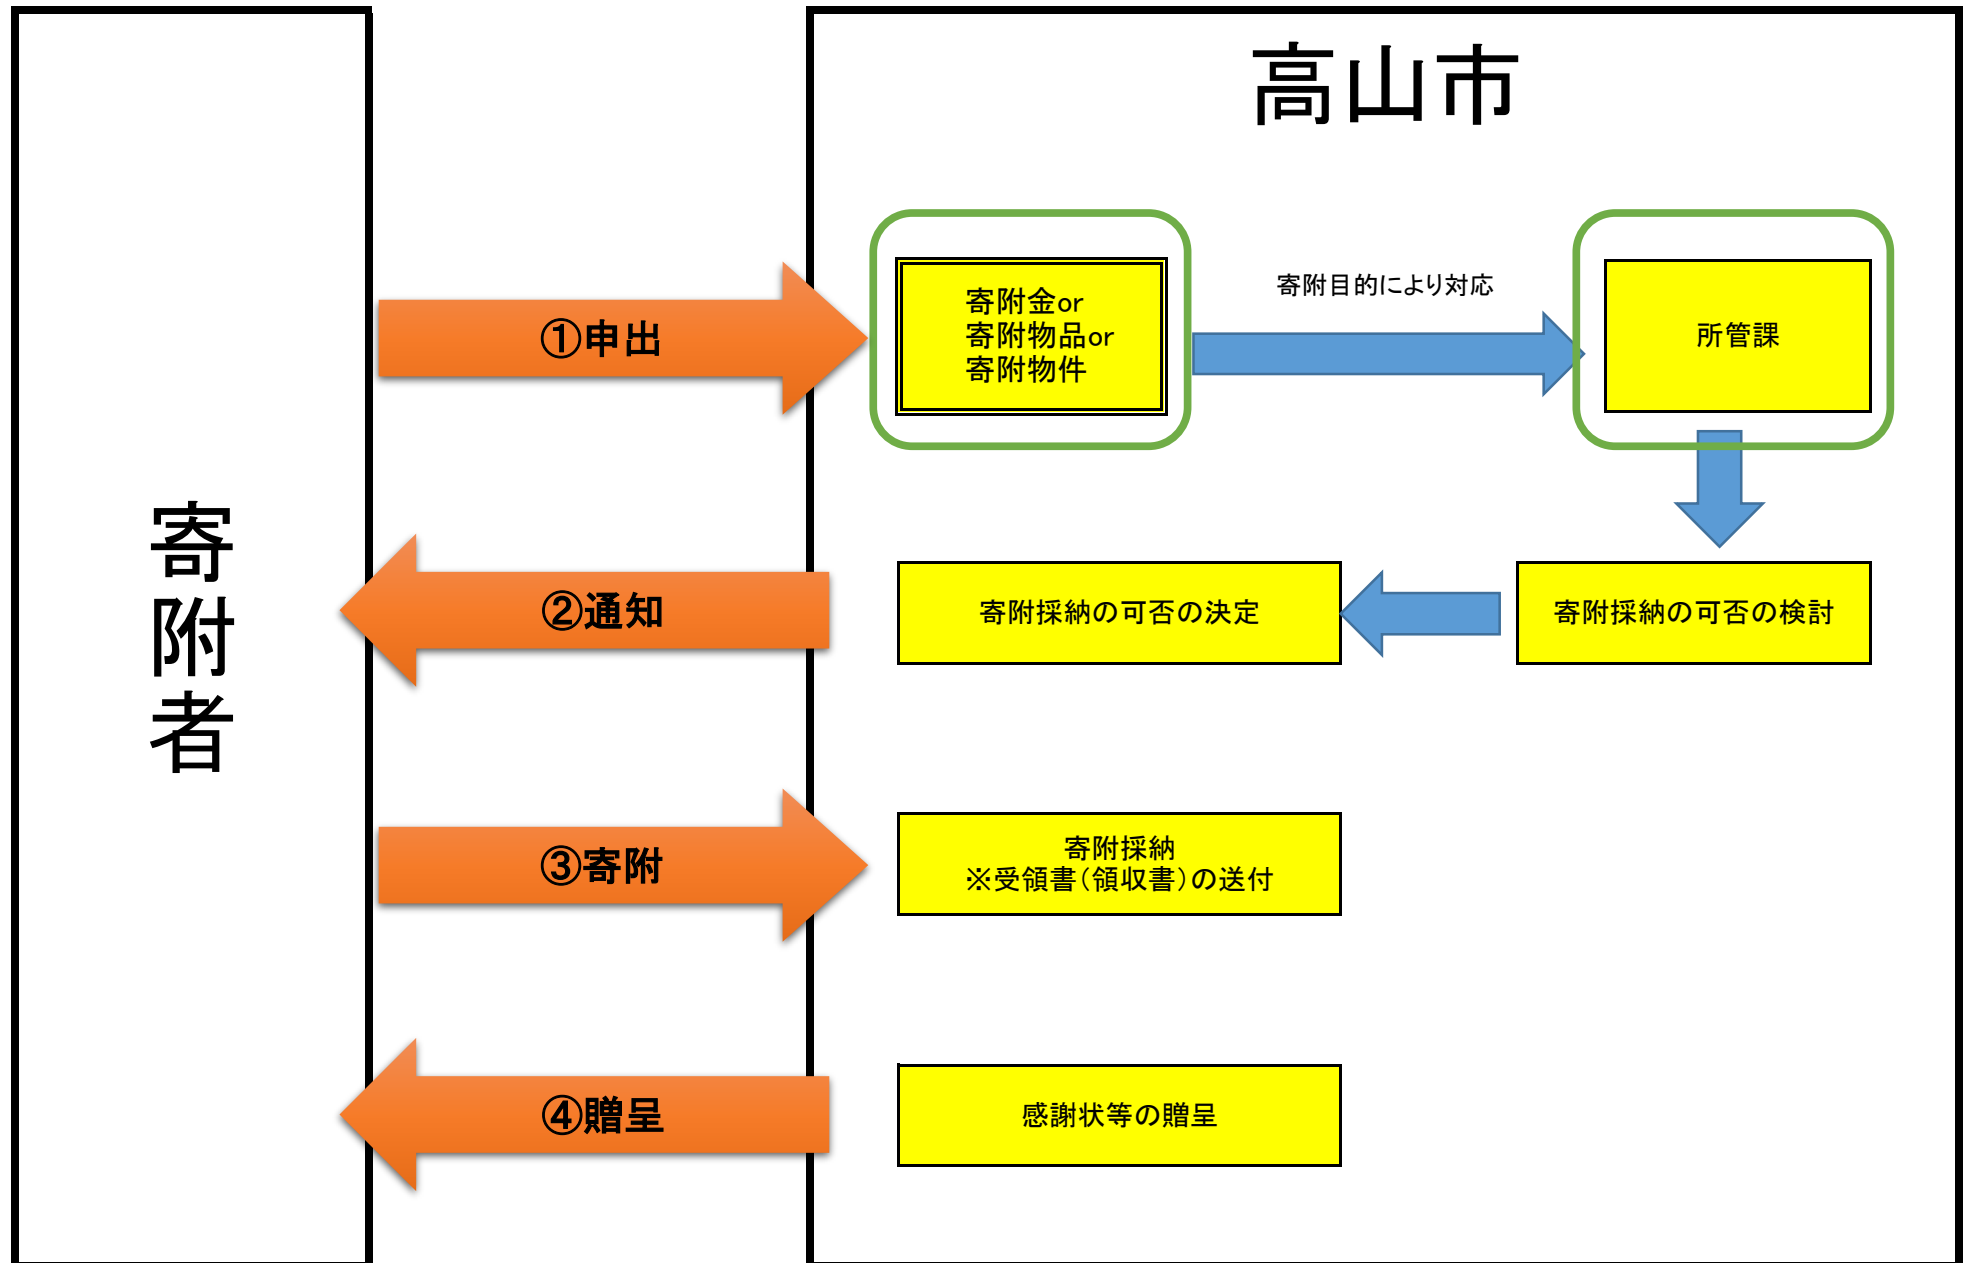 高山市
寄附者
①申出
寄附金or
寄附物品or
寄附物件
寄附目的により対応
所管課
②通知
寄附採納の可否の決定
寄附採納の可否の検討
③寄附
寄附採納
※受領書（領収書）の送付
④贈呈
感謝状等の贈呈